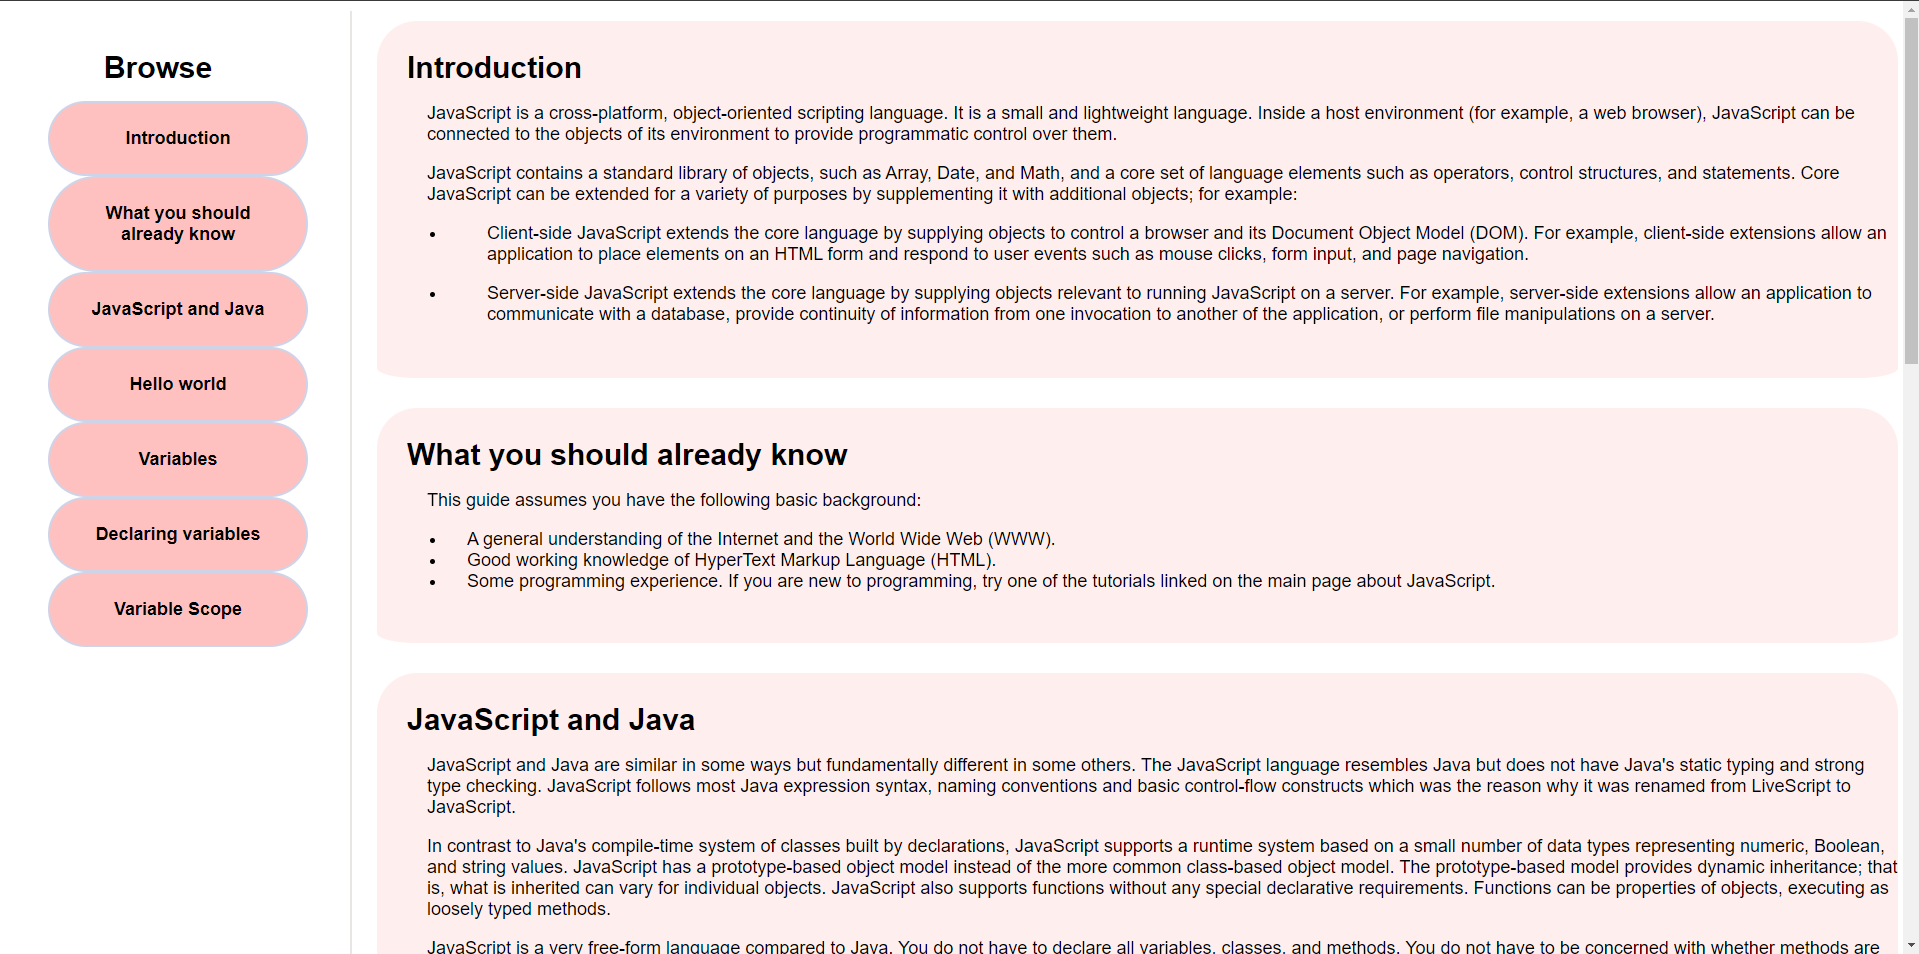 Browse
Introduction
What you should
already know
JavaScript and Java
Hello world
Variables
Declaring variables
Variable Scope
Introduction
JavaScript is a cross-platform, object-oriented scripting language. It is a small and lightweight language. Inside a host environment (for example, a web browser), JavaScript can be
connected to the objects of its environment to provide programmatic control over them.
JavaScript contains a standard library of objects, such as Array, Date, and Math, and a core set of language elements such as operators, control structures, and statements. Core
JavaScript can be extended for a variety of purposes by supplementing it with additional objects; for example:
• Client-side JavaScript extends the core language by supplying objects to control a browser and its Document Object Model (DOM). For example, client-side extensions allow an
application to place elements on an HTML form and respond to user events such as mouse clicks, form input, and page navigation.
• Server-side JavaScript extends the core language by supplying objects relevant to running JavaScript on a server. For example, server-side extensions allow an application to
communicate with a database, provide continuity of information from one invocation to another of the application, or perform file manipulations on a server.
What you should already know
This guide assumes you have the following basic background:
• A general understanding of the Internet and the World Wide Web (WWW).
• Good working knowledge of HyperText Markup Language (HTML).
• Some programming experience. If you are new to programming, try one of the tutorials linked on the main page about JavaScript.
JavaScript and Java
JavaScript and Java are similar in some ways but fundamentally different in some others. The JavaScript language resembles Java but does not have Java's static typing and strong
type checking. JavaScript follows most Java expression syntax, naming conventions and basic control-flow constructs which was the reason why it was renamed from LiveScript to
JavaScript.
In contrast to Java's compile-time system of classes built by declarations, JavaScript supports a runtime system based on a small number of data types representing numeric, Boolean,
and string values. JavaScript has a prototype-based object model instead of the more common class-based object model. The prototype-based model provides dynamic inheritance; that
is, what is inherited can vary for individual objects. JavaScript also supports functions without any special declarative requirements. Functions can be properties of objects, executing as
loosely typed methods.
JavaScript is a very free-form language compared to Java. You do not have to declare all variables, classes, and methods. You do not have to be concerned with whether methods are